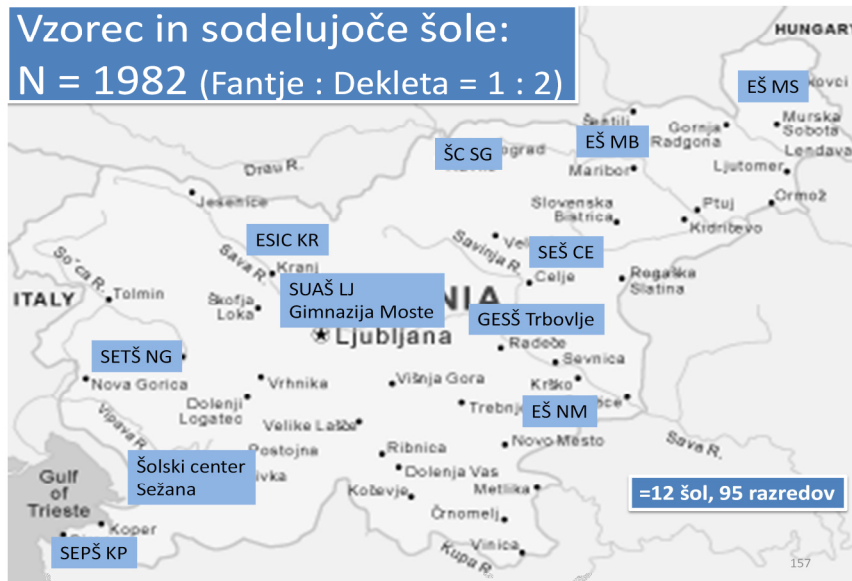 Vzorec in sodelujoče šole:
N = 1982 (Fantje : Dekleta = 1 : 2)
HUNGARY
EŠ MS
Murska
Sobota
Lendava
Gornja
Radgona
Ljutomer
Ormož
EŠ MB
Maribor
Ptuj
Kidričevo
Slovenska
Bistrica
ŠC SG
Drau R.
Jesenice
ESIC KR
Sava R.
Kranj
Savinja R.
SEŠ CE
Celje
Rogaška
Slatina
So ca R.
ITALY
Tolmin
Škofja
Loka
SUAŠ LJ
Gimnazija Moste
Ljubljana
GESŠ Trbovlje
Radeče
Sevnica
SETŠ NG
Nova Gorica
Vrhnika
Višnja Gora
Krško
Dolenji
Logatec
EŠ NM
Velike Lašče
Novo Mesto
Sava R.
Vipava R.
Postojna
Ribnica
Šolski center
Sežana
Dolenja Vas
Metlika
Kočevje
=12 šol, 95 razredov
Gulf
of
Trieste
Koper
Črnomelj
SEPŠ KP
Vinica
Kupa R.
157